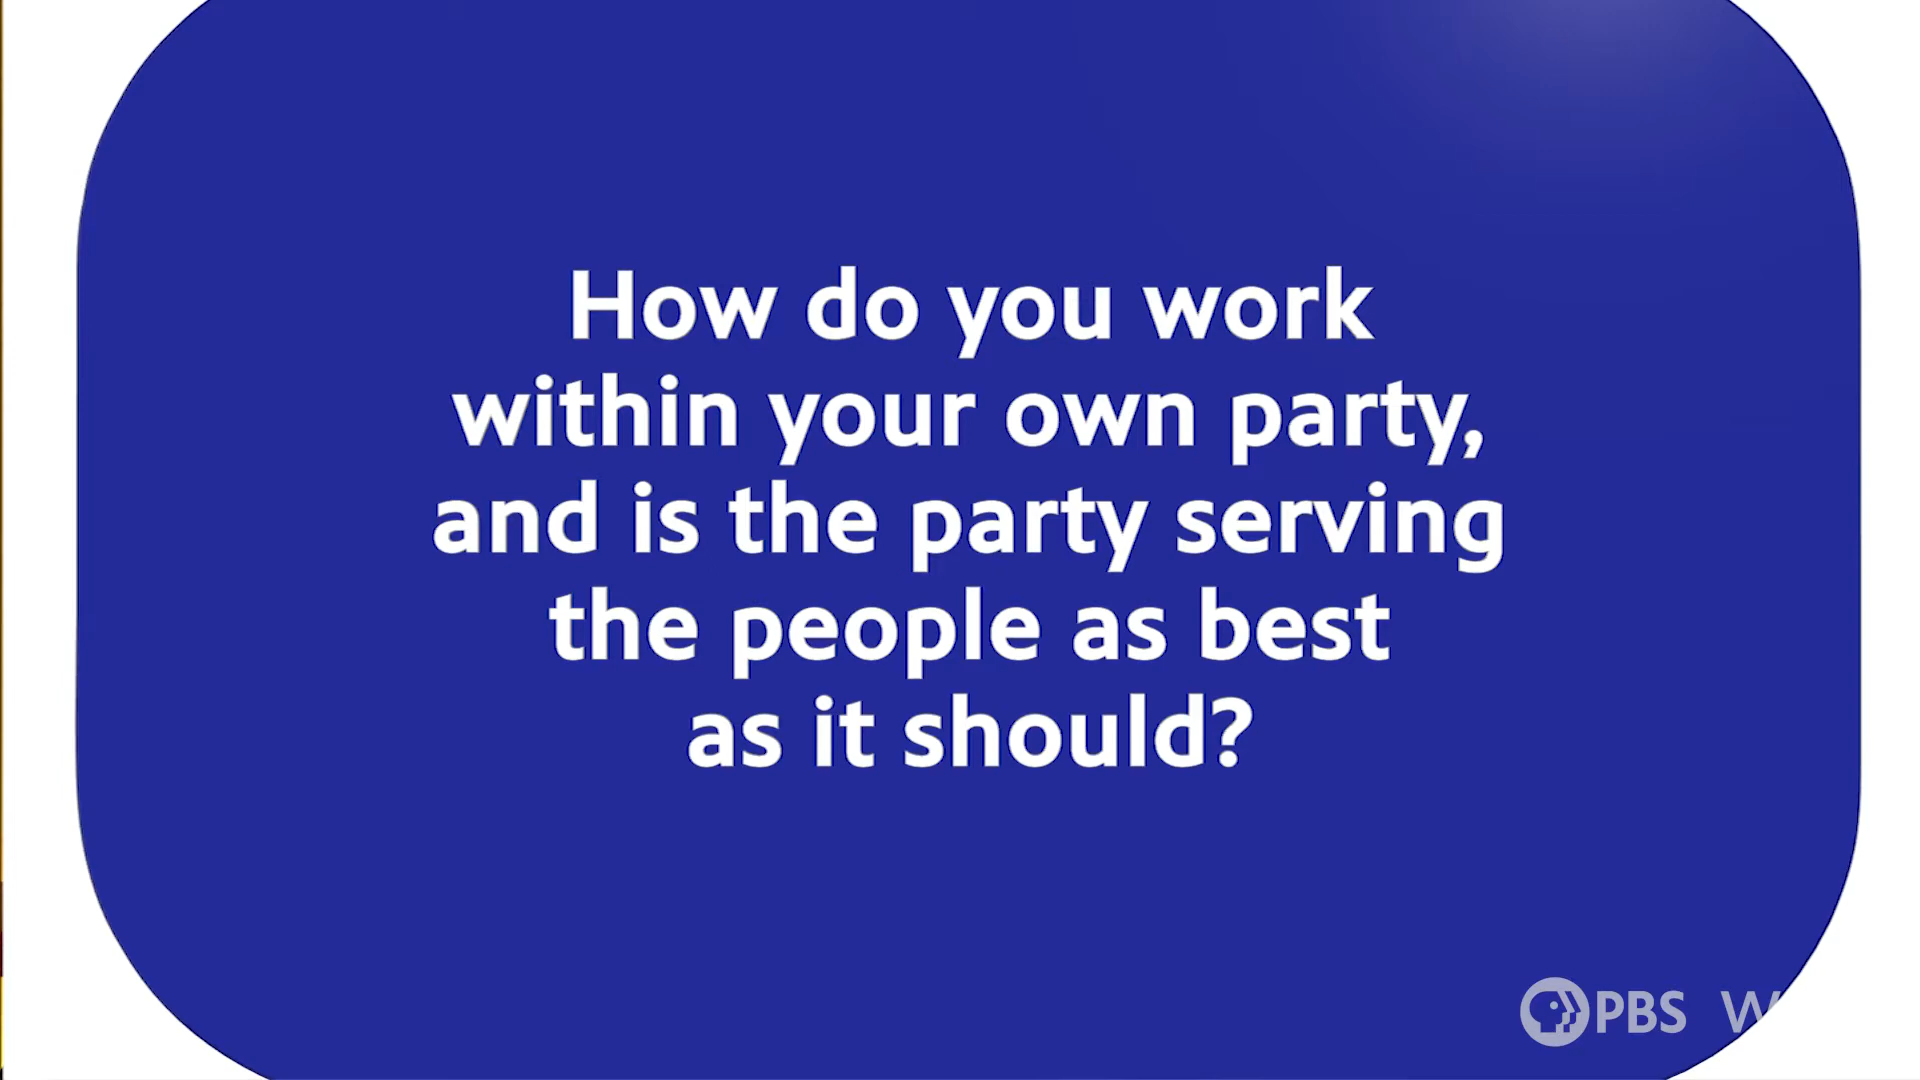 How do you work
within your own party,
and is the party serving
the people as best
as it should?
PBS W